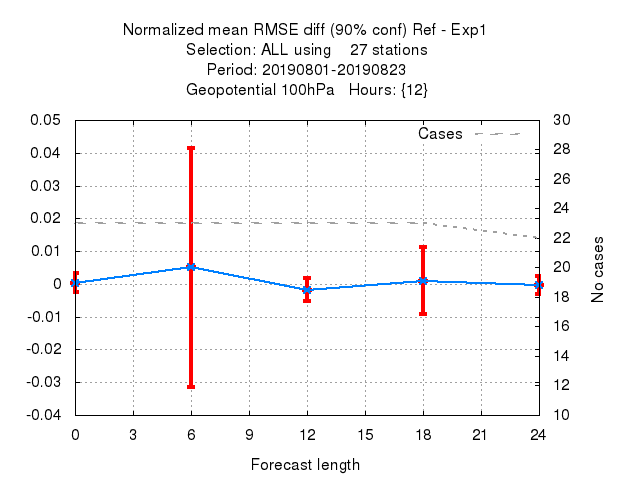 Normalized mean RMSE diff (90% conf) Ref - Exp1
Selection: ALL using    27 stations
Period: 20190801-20190823
Geopotential 100hPa   Hours: {12}
Cases
0.05
0.04
0.03
0.02
0.01
0
-0.01
-0.02
-0.03
-0.04
30
28
26
24
22
20
18
16
14
12
10
No cases
0 3 6 9 12 15 18 21 24
Forecast length